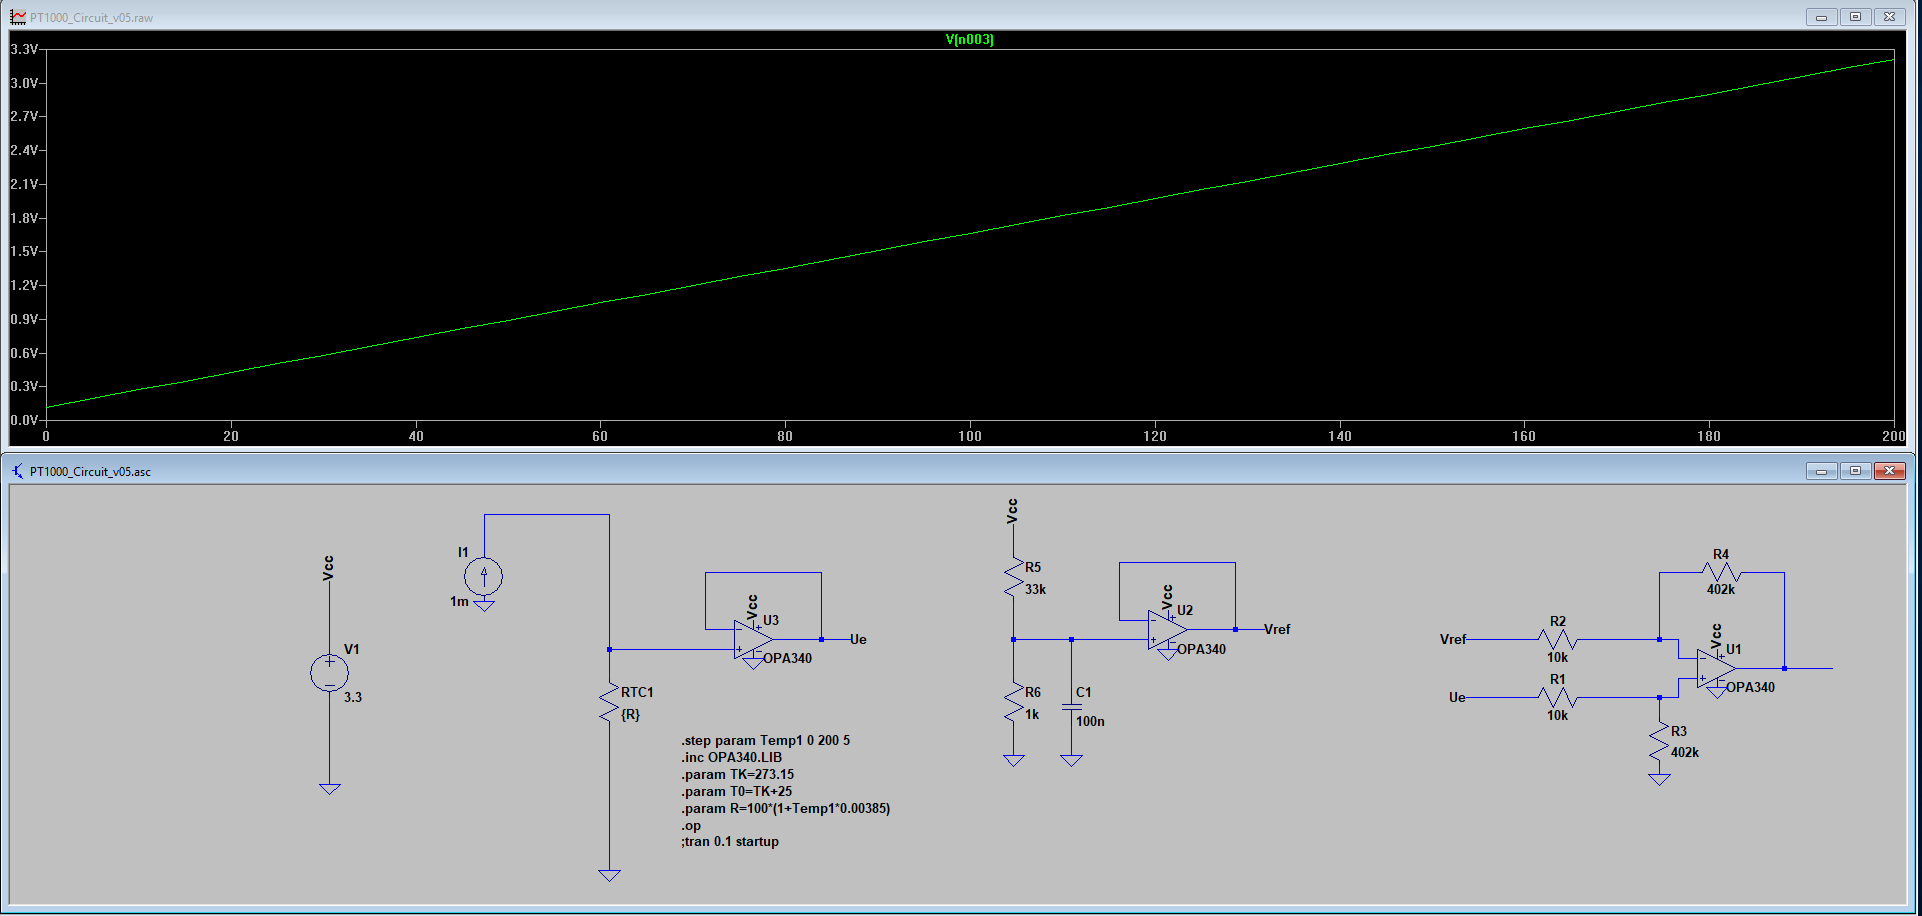 PT1000_Circuit_v05.raw
V(n003)
3.3V
3.0V
2.7V
2.4V
2.1V
1.8V
1.5V
1.2V
0.9V
0.6V
0.3V
0.0V
0 20 40 60 80 100 120 140 160 180 200
PT1000_Circuit_v05.asc
Vcc
V1
3.3
I1
1m
RTC1
{R}
Vcc
U3
OPA340
Ue
.step param Temp1 0 200 5
.inc OPA340.LIB
.param TK=273.15
.param T0=TK+25
.param R=100*(1+Temp1*0.00385)
.op
;tran 0.1 startup
Vcc
R5
33k
R6
1k
C1
100n
Vcc
U2
OPA340
Vref
R4
402k
Vref
R2
10k
Vcc
U1
OPA340
Ue
R1
10k
R3
402k